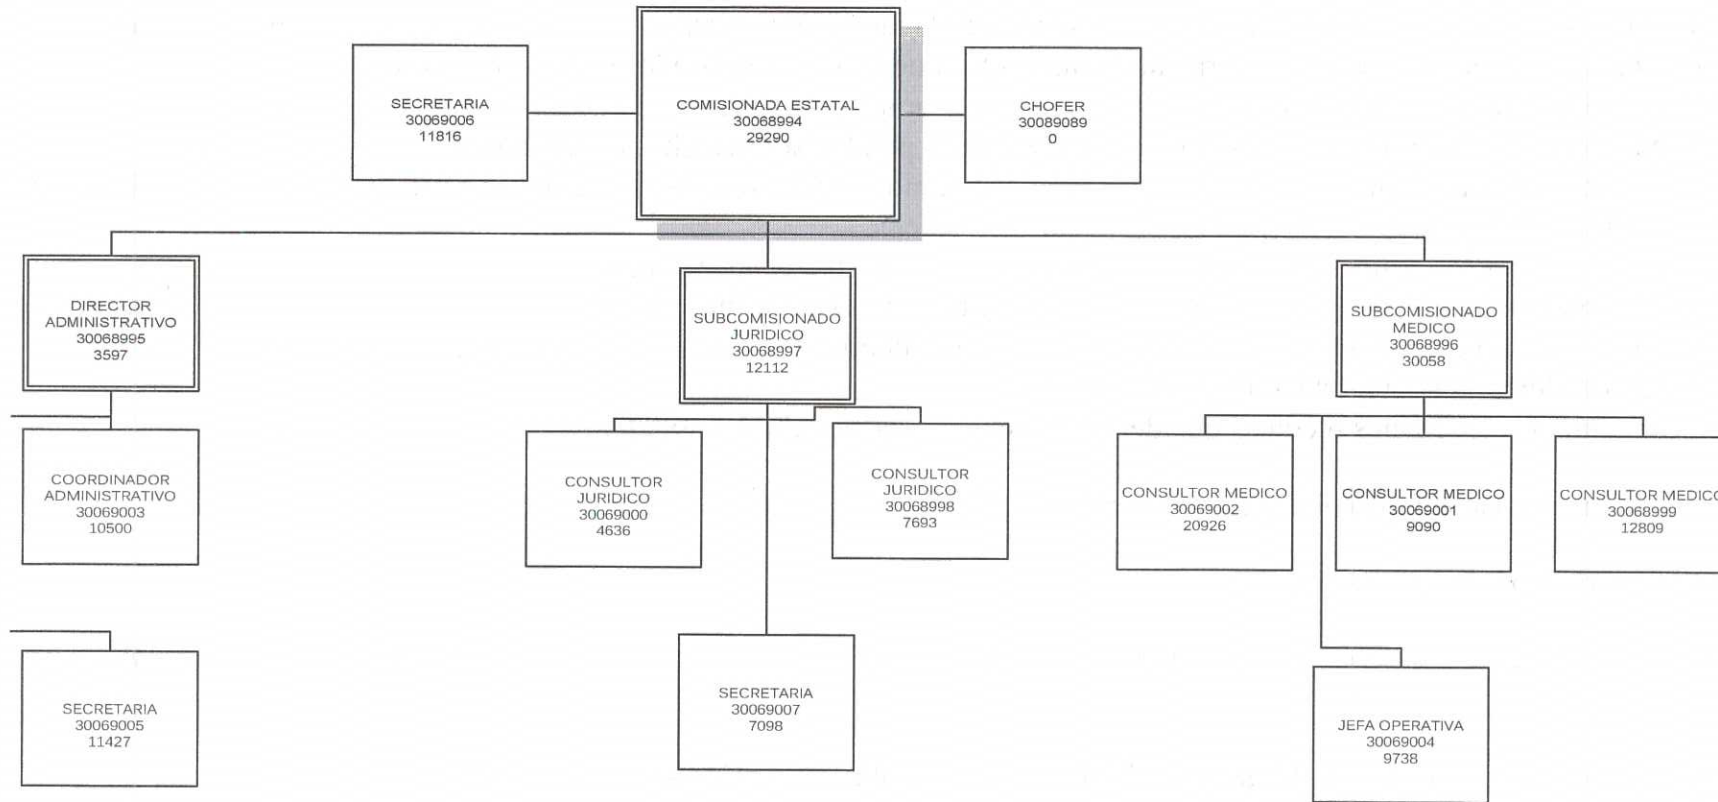 SECRETARIA
30069006
11816
COMISIONADA ESTATAL
30068994
29290
CHOFER
30089089
0
DIRECTOR
ADMINISTRATIVO
30068995
3597
SUBCOMISIONADO
JURIDICO
30068997
12112
SUBCOMISIONADO
MEDICO
30068996
30058
COORDINADOR
ADMINISTRATIVO
30069003
10500
CONSULTOR
JURIDICO
30069000
4636
CONSULTOR
JURIDICO
30068998
7693
CONSULTOR MEDICO
30069002
20926
CONSULTOR MEDICO
30069001
9090
CONSULTOR MEDICO
30068999
12809
SECRETARIA
30069005
11427
SECRETARIA
30069007
7098
JEFA OPERATIVA
30069004
9738